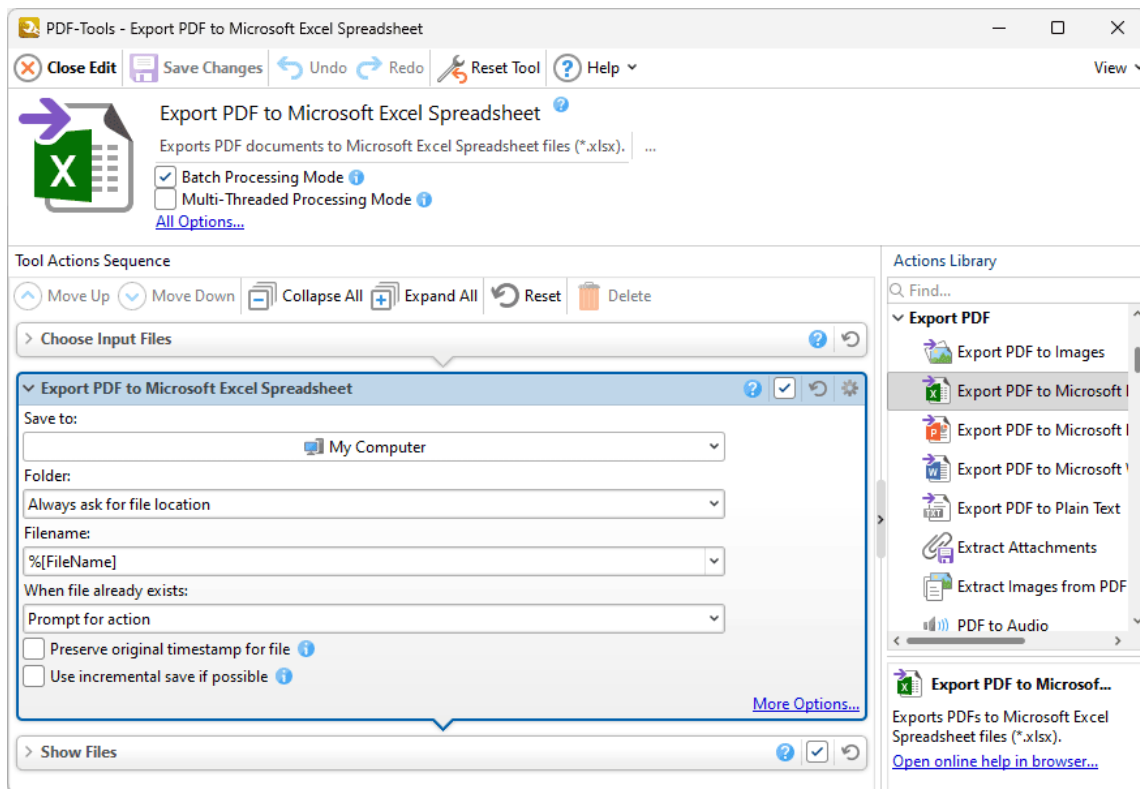 PDF-Tools - Export PDF to Microsoft Excel Spreadsheet
Close Edit Save Changes Undo Redo Reset Tool ? Help View
Export PDF to Microsoft Excel Spreadsheet ?
Exports PDF documents to Microsoft Excel Spreadsheet files (*.xlsx). ...
Batch Processing Mode
Multi-Threaded Processing Mode
All Options...
Tool Actions Sequence
Move Up Move Down Collapse All Expand All Reset Delete
Choose Input Files
Export PDF to Microsoft Excel Spreadsheet
Save to:
My Computer
Folder:
Always ask for file location
Filename:
%[FileName]
When file already exists:
Prompt for action
Preserve original timestamp for file
Use incremental save if possible
More Options...
Show Files
Actions Library
Find...
Export PDF
Export PDF to Images
Export PDF to Microsoft
Export PDF to Microsoft
Export PDF to Microsoft
Export PDF to Plain Text
Extract Attachments
Extract Images from PDF
PDF to Audio
Export PDF to Microsof...
Exports PDFs to Microsoft Excel
Spreadsheet files (*.xlsx).
Open online help in browser...